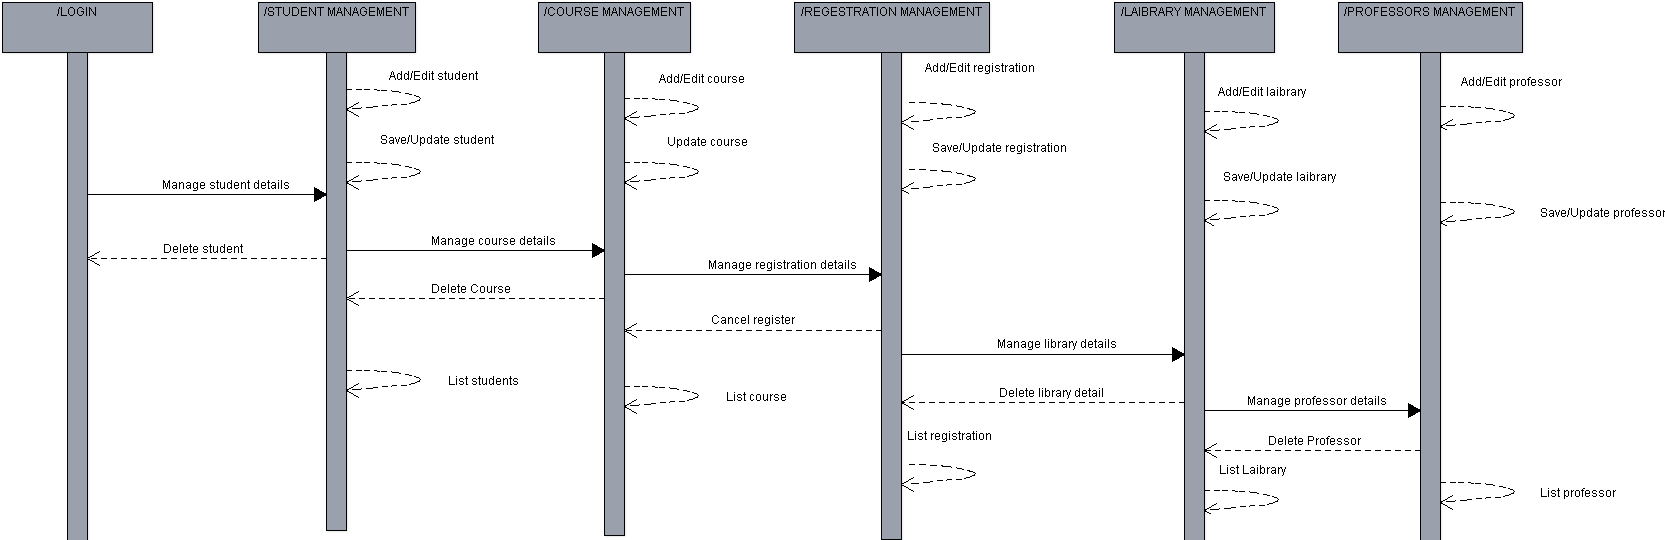 /LOGIN
/STUDENT MANAGEMENT
/COURSE MANAGEMENT
/REGESTRATION MANAGEMENT
/LAIBRARY MANAGEMENT
/PROFESSORS MANAGEMENT
Add/Edit student
Add/Edit course
Add/Edit registration
Add/Edit laibrary
Add/Edit professor
Save/Update student
Update course
Save/Update registration
Save/Update laibrary
Save/Update professor
Manage student details
Delete student
Manage course details
Manage registration details
Delete Course
Cancel register
Manage library details
List students
List course
Delete library detail
Manage professor details
List registration
Delete Professor
List Laibrary
List professor